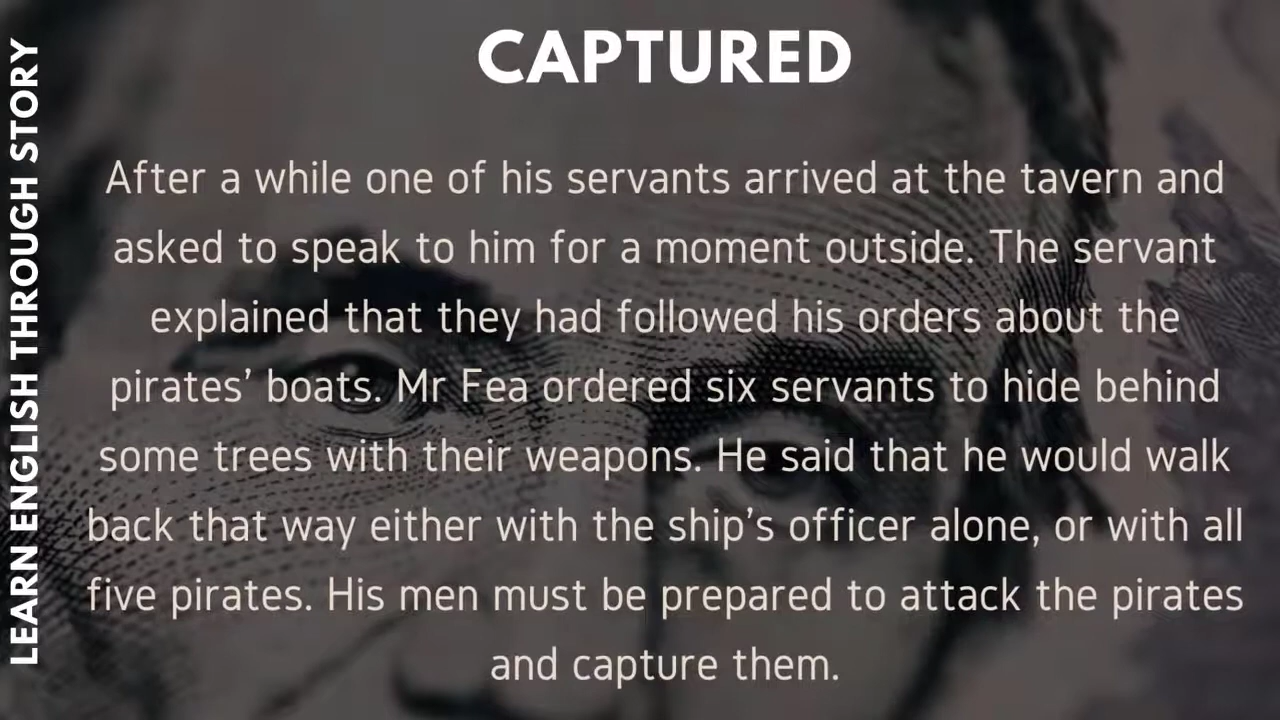 CAPTURED
After a while one of his servants arrived at the tavern and
asked to speak to him for a moment outside. The servant
explained that they had followed his orders about the
pirates’ boats. Mr Fea ordered six servants to hide behind
some trees with their weapons. He said that he would walk
back that way either with the ship’s officer alone, or with all
five pirates. His men must be prepared to attack the pirates
and capture them.
LEARN ENGLISH THROUGH STORY